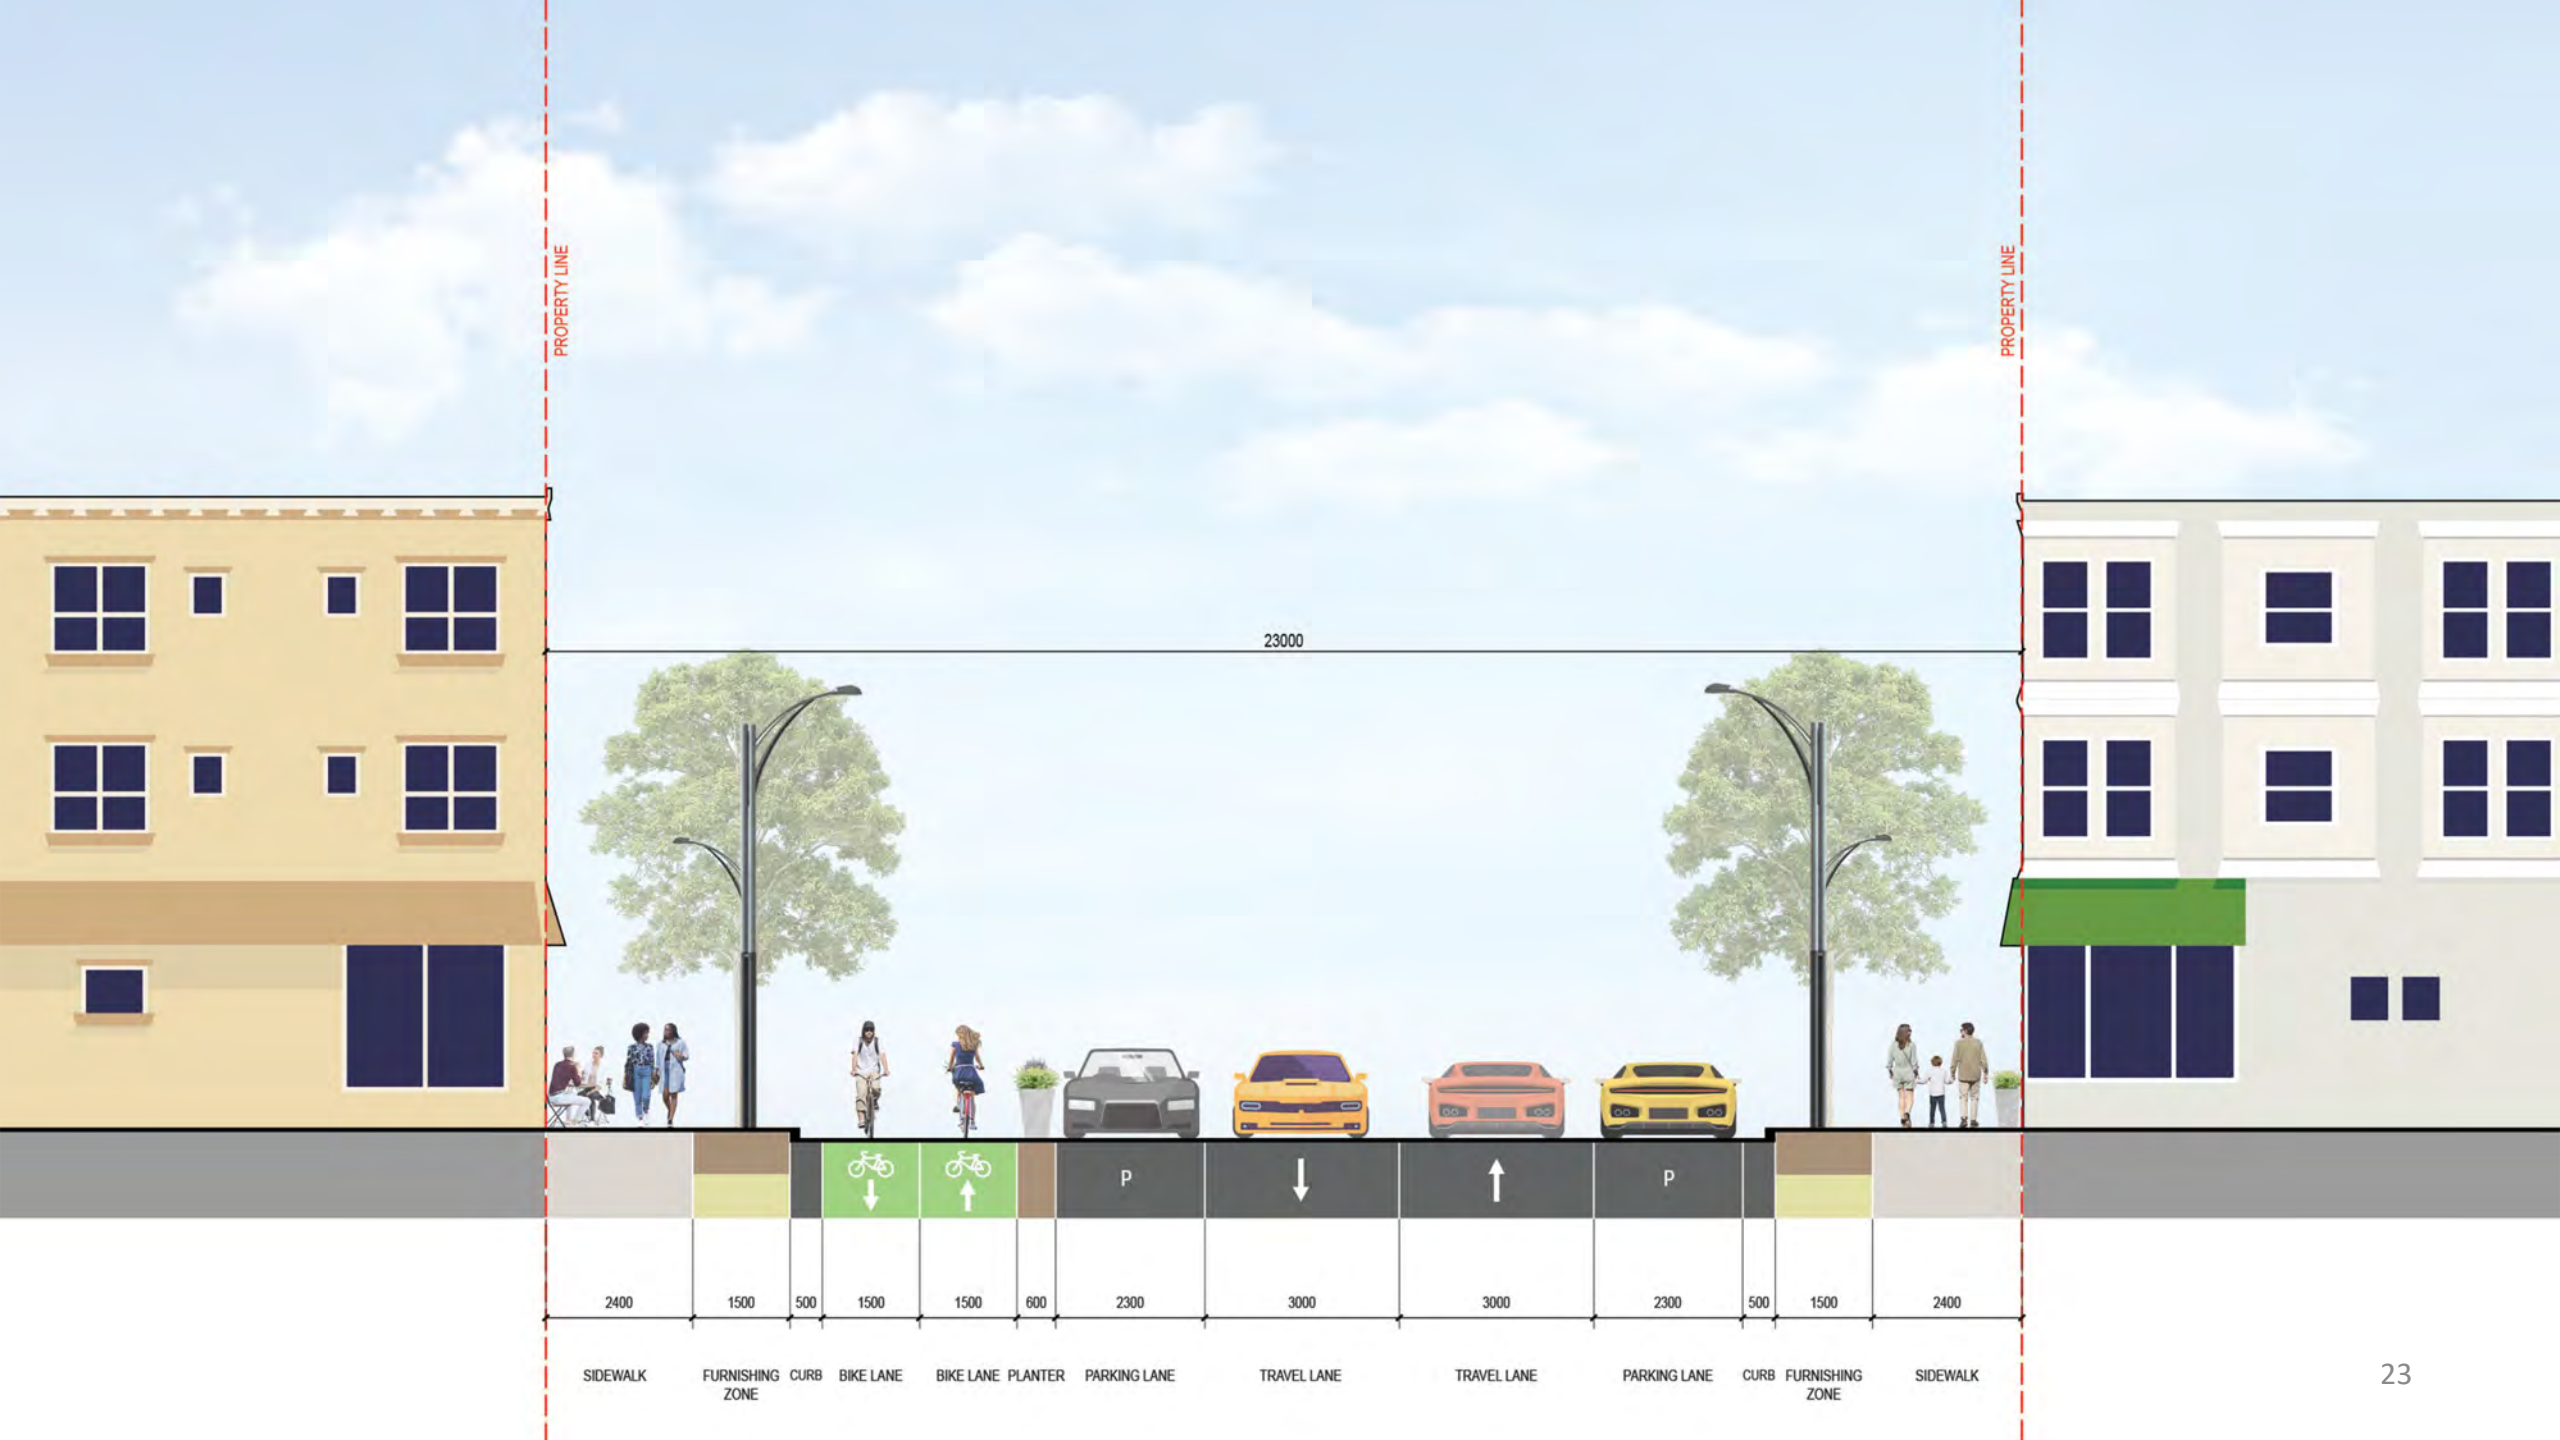 PROPERTY LINE
PROPERTY LINE
23000
P
P
2400
1500
500
1500
1500
600
2300
3000
3000
2300
500
1500
2400
SIDEWALK
FURNISHING
ZONE
CURB
BIKE LANE
BIKE LANE
PLANTER
PARKING LANE
TRAVEL LANE
TRAVEL LANE
PARKING LANE
CURB
FURNISHING
ZONE
SIDEWALK
23